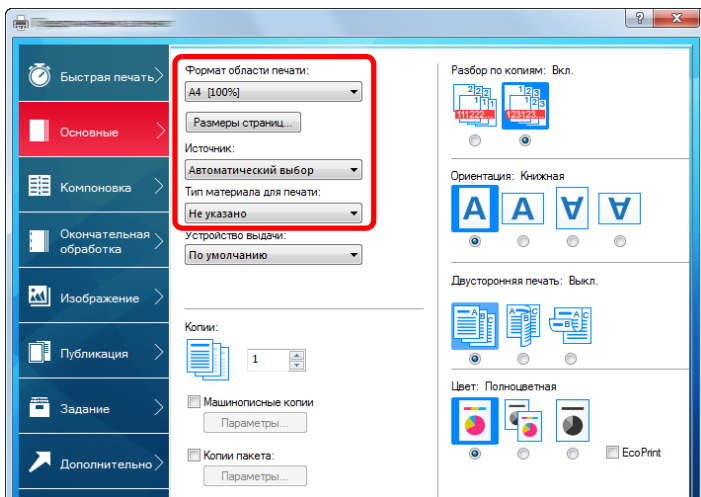 Быстрая печать
Основные
Компоновка
Окончательная
обработка
Изображение
Публикация
Задание
Дополнительно
Формат области печати:
A4 [100%]
Размеры страниц...
Источник:
Автоматический выбор
Тип материала для печати:
Не указано
Устройство выдачи:
По умолчанию
Копии:
1
Машинописные копии
Параметры...
Копии пакета:
Параметры...
Разбор по копиям: Вкл.
111222...
123123...
Ориентация: Книжная
A A A A
Двусторонняя печать: Выкл.
Цвет: Полноцветная
EcoPrint